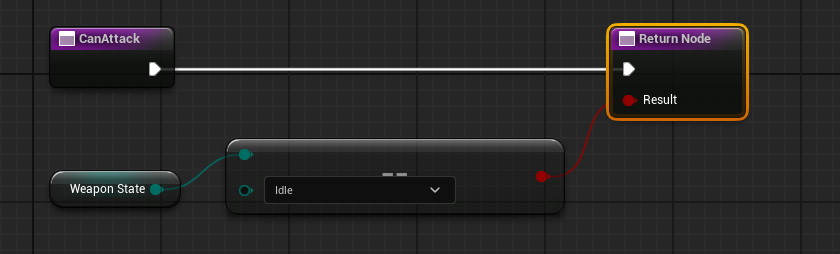 CanAttack
Return Node
Result
Weapon State
==
Idle